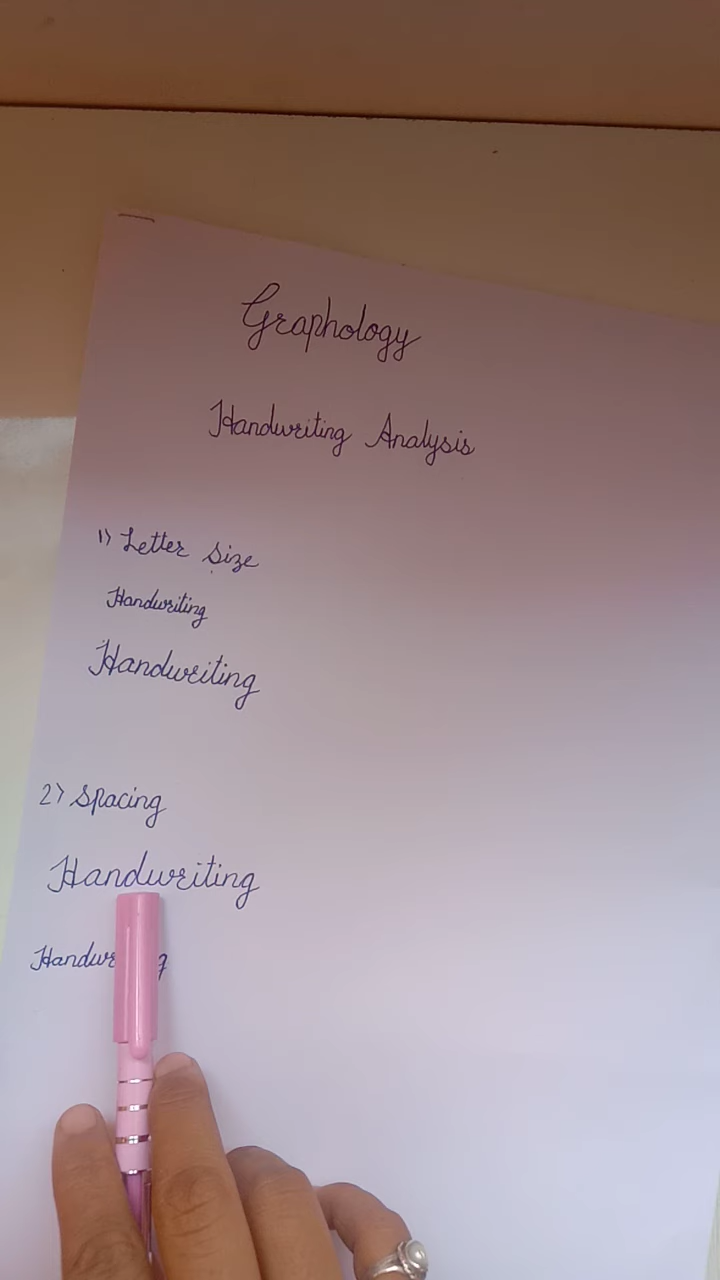 Graphology
Handwriting Analysis
1) Letter Size
Handwriting
Handwriting
2) Spacing
Handwriting